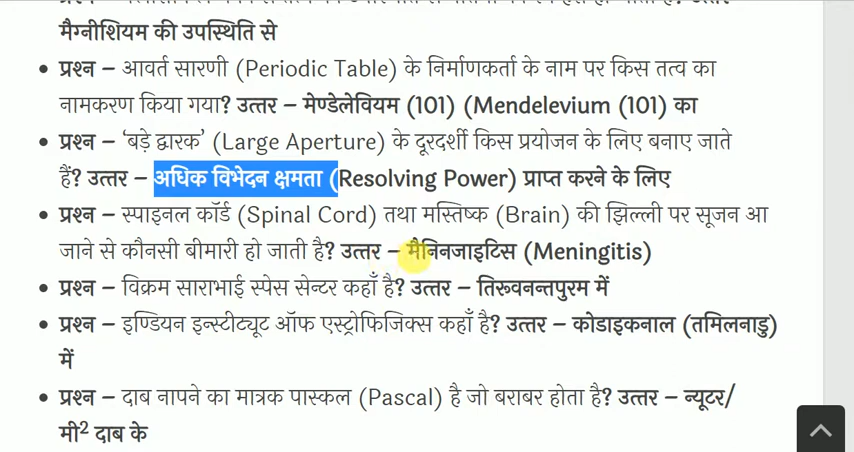 मैग्नीशियम की उपस्थिति से
प्रश्न – आवर्त सारणी (Periodic Table) के निर्माणकर्ता के नाम पर किस तत्व का
नामकरण किया गया? उत्तर – मेण्डेलेवियम (101) (Mendelevium (101) का
प्रश्न – ‘बड़े द्वारक’ (Large Aperture) के दूरदर्शी किस प्रयोजन के लिए बनाए जाते
हैं? उत्तर – अधिक विभेदन क्षमता (Resolving Power) प्राप्त करने के लिए
प्रश्न – स्पाइनल कॉर्ड (Spinal Cord) तथा मस्तिष्क (Brain) की झिल्ली पर सूजन आ
जाने से कौनसी बीमारी हो जाती है? उत्तर – मैनिनजाइटिस (Meningitis)
प्रश्न – विक्रम साराभाई स्पेस सेन्टर कहाँ है? उत्तर – तिरूवनन्तपुरम में
प्रश्न – इण्डियन इन्स्टीट्यूट ऑफ एस्ट्रोफिजिक्स कहाँ है? उत्तर – कोडाइकनाल (तमिलनाडु)
में
प्रश्न – दाब नापने का मात्रक पास्कल (Pascal) है जो बराबर होता है? उत्तर – न्यूटर/
मी² दाब के